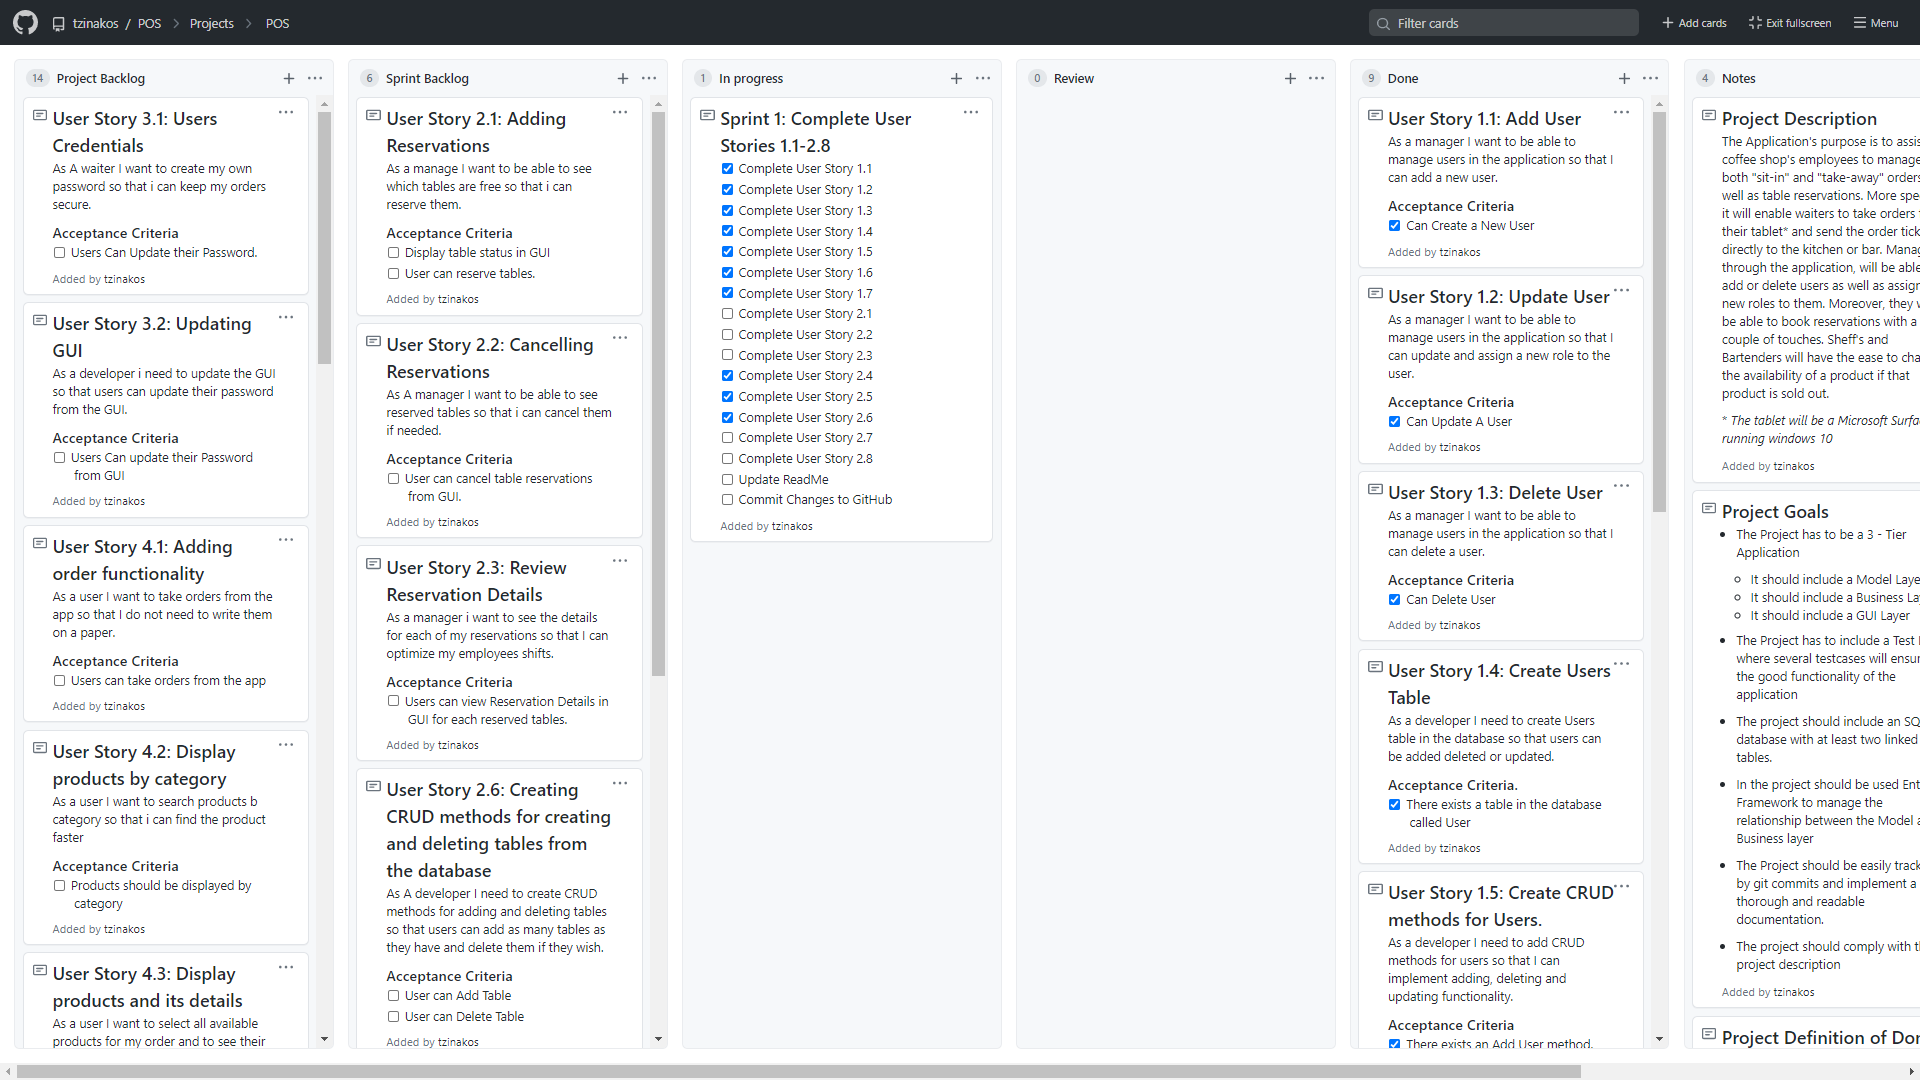 tzinakos / POS > Projects > POS
Filter cards
Add cards
Exit fullscreen
Menu
14 Project Backlog
User Story 3.1: Users
Credentials
As A waiter I want to create my own
password so that i can keep my orders
secure.
Acceptance Criteria
Users Can Update their Password.
Added by tzinakos
User Story 3.2: Updating
GUI
As a developer i need to update the GUI
so that users can update their password
from the GUI.
Acceptance Criteria
Users Can update their Password
from GUI
Added by tzinakos
User Story 4.1: Adding
order functionality
As a user I want to take orders from the
app so that I do not need to write them
on a paper.
Acceptance Criteria
Users can take orders from the app
Added by tzinakos
User Story 4.2: Display
products by category
As a user I want to search products b
category so that i can find the product
faster
Acceptance Criteria
Products should be displayed by
category
Added by tzinakos
User Story 4.3: Display
products and its details
As a user I want to select all available
products for my order and to see their
6 Sprint Backlog
User Story 2.1: Adding
Reservations
As a manage I want to be able to see
which tables are free so that i can
reserve them.
Acceptance Criteria
Display table status in GUI
User can reserve tables.
Added by tzinakos
User Story 2.2: Cancelling
Reservations
As A manager I want to be able to see
reserved tables so that i can cancel them
if needed.
Acceptance Criteria
User can cancel table reservations
from GUI.
Added by tzinakos
User Story 2.3: Review
Reservation Details
As a manager i want to see the details
for each of my reservations so that I can
optimize my employees shifts.
Acceptance Criteria
Users can view Reservation Details in
GUI for each reserved tables.
Added by tzinakos
User Story 2.6: Creating
CRUD methods for creating
and deleting tables from
the database
As A developer I need to create CRUD
methods for adding and deleting tables
so that users can add as many tables as
they have and delete them if they wish.
Acceptance Criteria
User can Add Table
User can Delete Table
Added by tzinakos
1 In progress
Sprint 1: Complete User
Stories 1.1-2.8
Complete User Story 1.1
Complete User Story 1.2
Complete User Story 1.3
Complete User Story 1.4
Complete User Story 1.5
Complete User Story 1.6
Complete User Story 1.7
Complete User Story 2.1
Complete User Story 2.2
Complete User Story 2.3
Complete User Story 2.4
Complete User Story 2.5
Complete User Story 2.6
Complete User Story 2.7
Complete User Story 2.8
Update ReadMe
Commit Changes to GitHub
Added by tzinakos
0 Review
9 Done
User Story 1.1: Add User
As a manager I want to be able to
manage users in the application so that I
can add a new user.
Acceptance Criteria
Can Create a New User
Added by tzinakos
User Story 1.2: Update User
As a manager I want to be able to
manage users in the application so that I
can update and assign a new role to the
user.
Acceptance Criteria
Can Update A User
Added by tzinakos
User Story 1.3: Delete User
As a manager I want to be able to
manage users in the application so that I
can delete a user.
Acceptance Criteria
Can Delete User
Added by tzinakos
User Story 1.4: Create Users
Table
As a developer I need to create Users
table in the database so that users can
be added deleted or updated.
Acceptance Criteria.
There exists a table in the database
called User
Added by tzinakos
User Story 1.5: Create CRUD
methods for Users.
As a developer I need to add CRUD
methods for users so that I can
implement adding, deleting and
updating functionality.
Acceptance Criteria
There exists an Add User method.
4 Notes
Project Description
The Application's purpose is to assis
coffee shop's employees to manage
both "sit-in" and "take-away" orders
well as table reservations. More spe
it will enable waiters to take orders
their tablet* and send the order tick
directly to the kitchen or bar. Manag
through the application, will be able
add or delete users as well as assign
new roles to them. Moreover, they w
be able to book reservations with a
couple of touches. Sheff's and
Bartenders will have the ease to cha
the availability of a product if that
product is sold out.
* The tablet will be a Microsoft Surfa
running windows 10
Added by tzinakos
Project Goals
The Project has to be a 3 - Tier
Application
It should include a Model Laye
It should include a Business La
It should include a GUI Layer
The Project has to include a Test
where several testcases will ensur
the good functionality of the
application
The project should include an SQ
database with at least two linked
tables.
In the project should be used Ent
Framework to manage the
relationship between the Model a
Business layer
The Project should be easily track
by git commits and implement a
thorough and readable
documentation.
The project should comply with th
project description
Added by tzinakos
Project Definition of Don